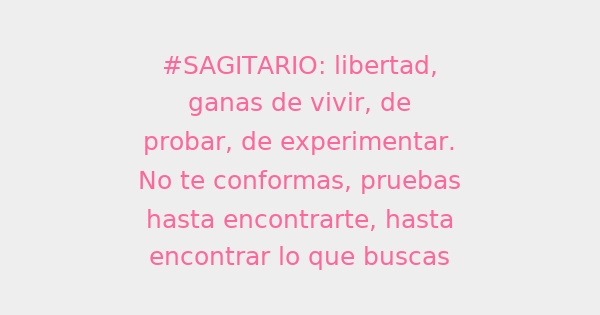 #SAGITARIO: libertad,
ganas de vivir, de
probar, de experimentar.
No te conformas, pruebas
hasta encontrarte, hasta
encontrar lo que buscas